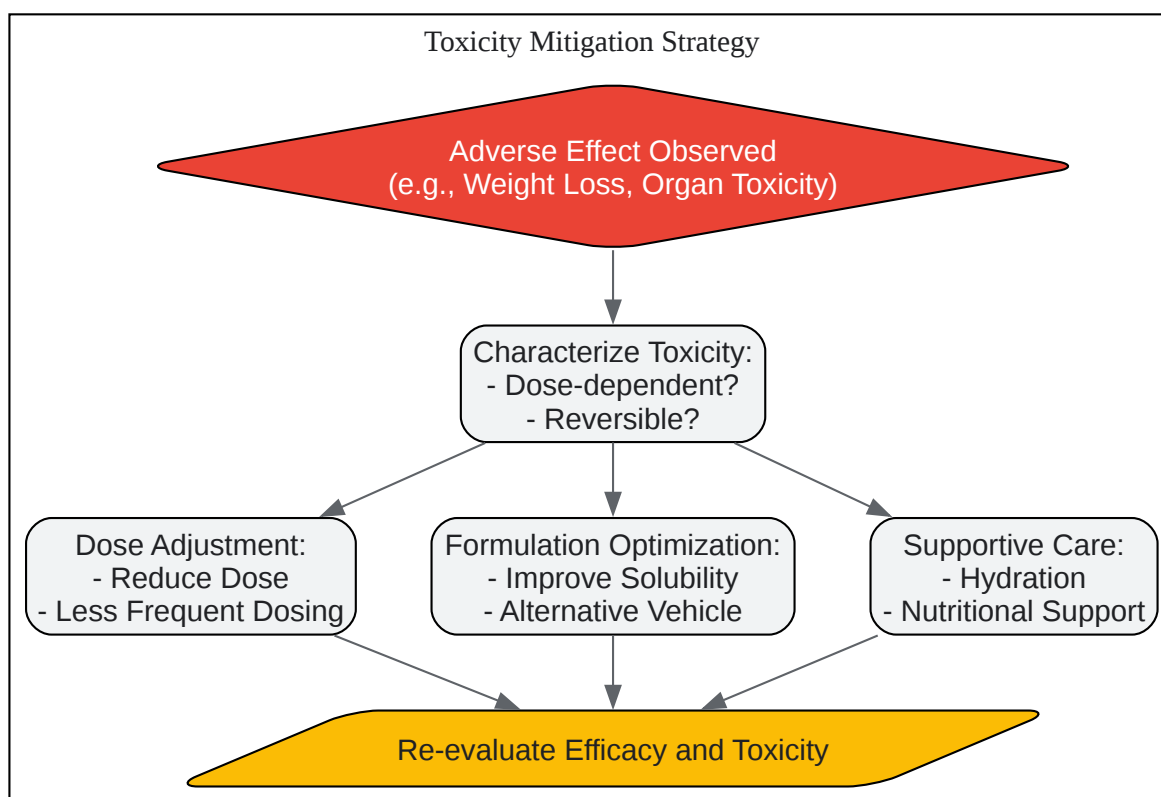 Toxicity Mitigation Strategy
Adverse Effect Observed
(e.g., Weight Loss, Organ Toxicity)
Characterize Toxicity:
- Dose-dependent?
- Reversible?
Dose Adjustment:
- Reduce Dose
- Less Frequent Dosing
Formulation Optimization:
- Improve Solubility
- Alternative Vehicle
Supportive Care:
- Hydration
- Nutritional Support
Re-evaluate Efficacy and Toxicity